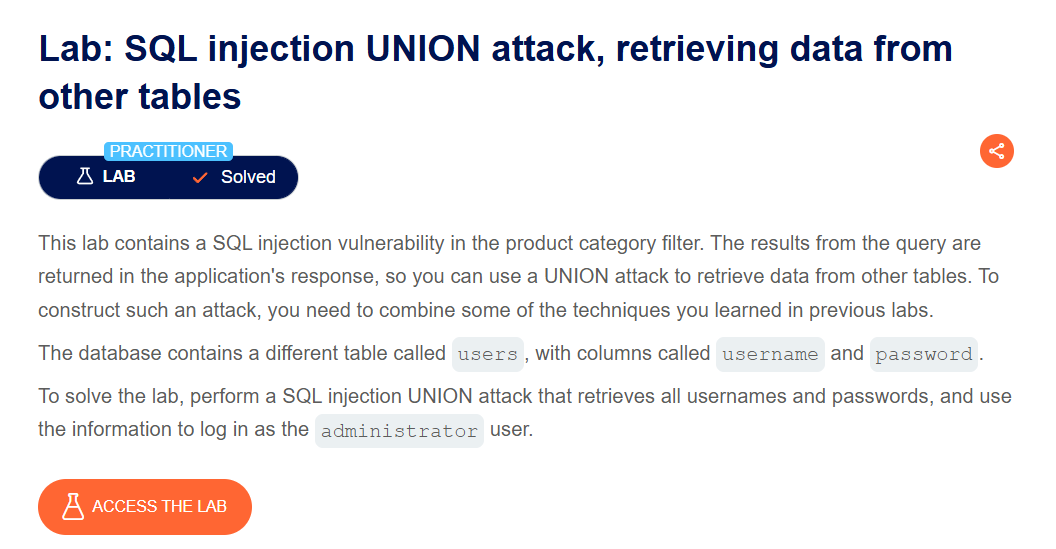 Lab: SQL injection UNION attack, retrieving data from
other tables
PRACTITIONER
LAB Solved
This lab contains a SQL injection vulnerability in the product category filter. The results from the query are
returned in the application's response, so you can use a UNION attack to retrieve data from other tables. To
construct such an attack, you need to combine some of the techniques you learned in previous labs.
The database contains a different table called users, with columns called username and password.
To solve the lab, perform a SQL injection UNION attack that retrieves all usernames and passwords, and use
the information to log in as the administrator user.
ACCESS THE LAB